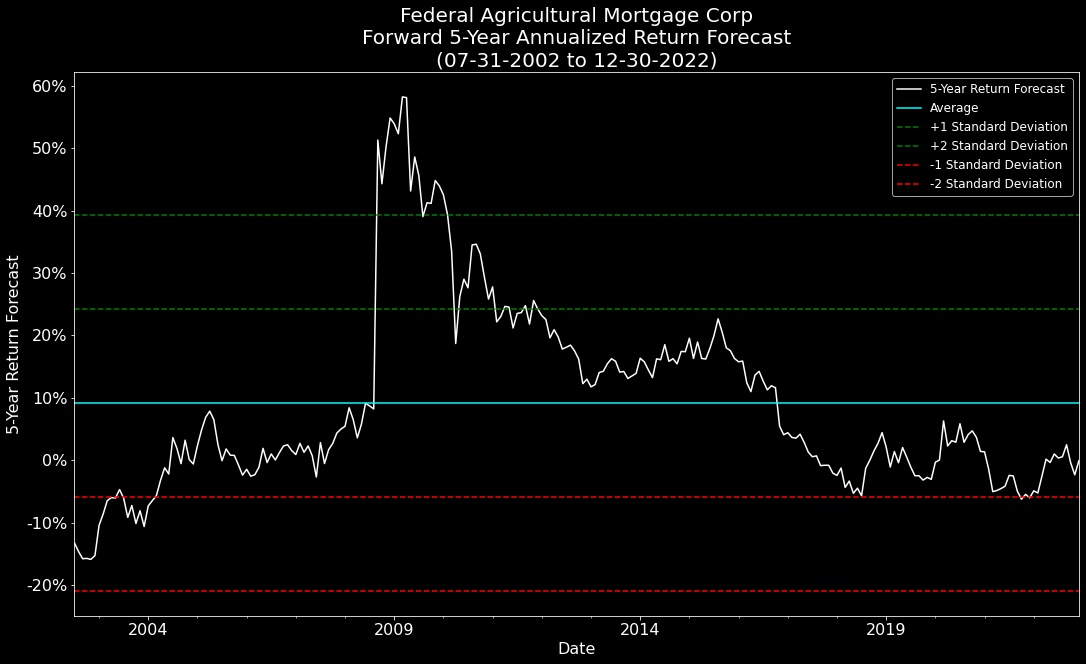 Federal Agricultural Mortgage Corp
Forward 5-Year Annualized Return Forecast
(07-31-2002 to 12-30-2022)
5-Year Return Forecast
Average
+1 Standard Deviation
+2 Standard Deviation
-1 Standard Deviation
-2 Standard Deviation
5-Year Return Forecast
60%
50%
40%
30%
20%
10%
0%
-10%
-20%
2004
2009
2014
2019
Date